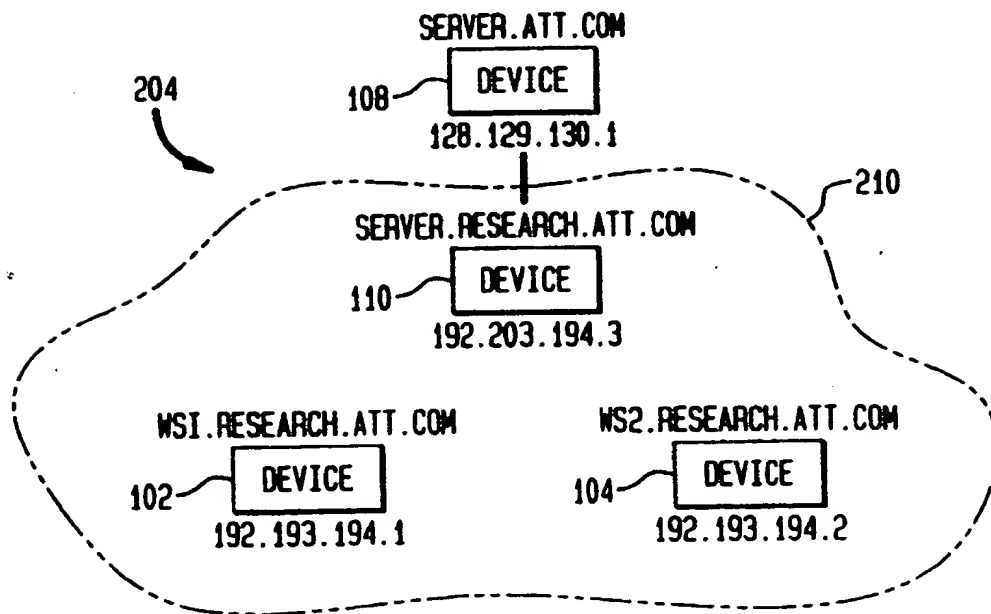 SERVER.ATT.COM
204
108
DEVICE
128.129.130.1
210
SERVER.RESEARCH.ATT.COM
110
DEVICE
192.203.194.3
WSI.RESEARCH.ATT.COM
WS2.RESEARCH.ATT.COM
102
DEVICE
104
DEVICE
192.193.194.1
192.193.194.2